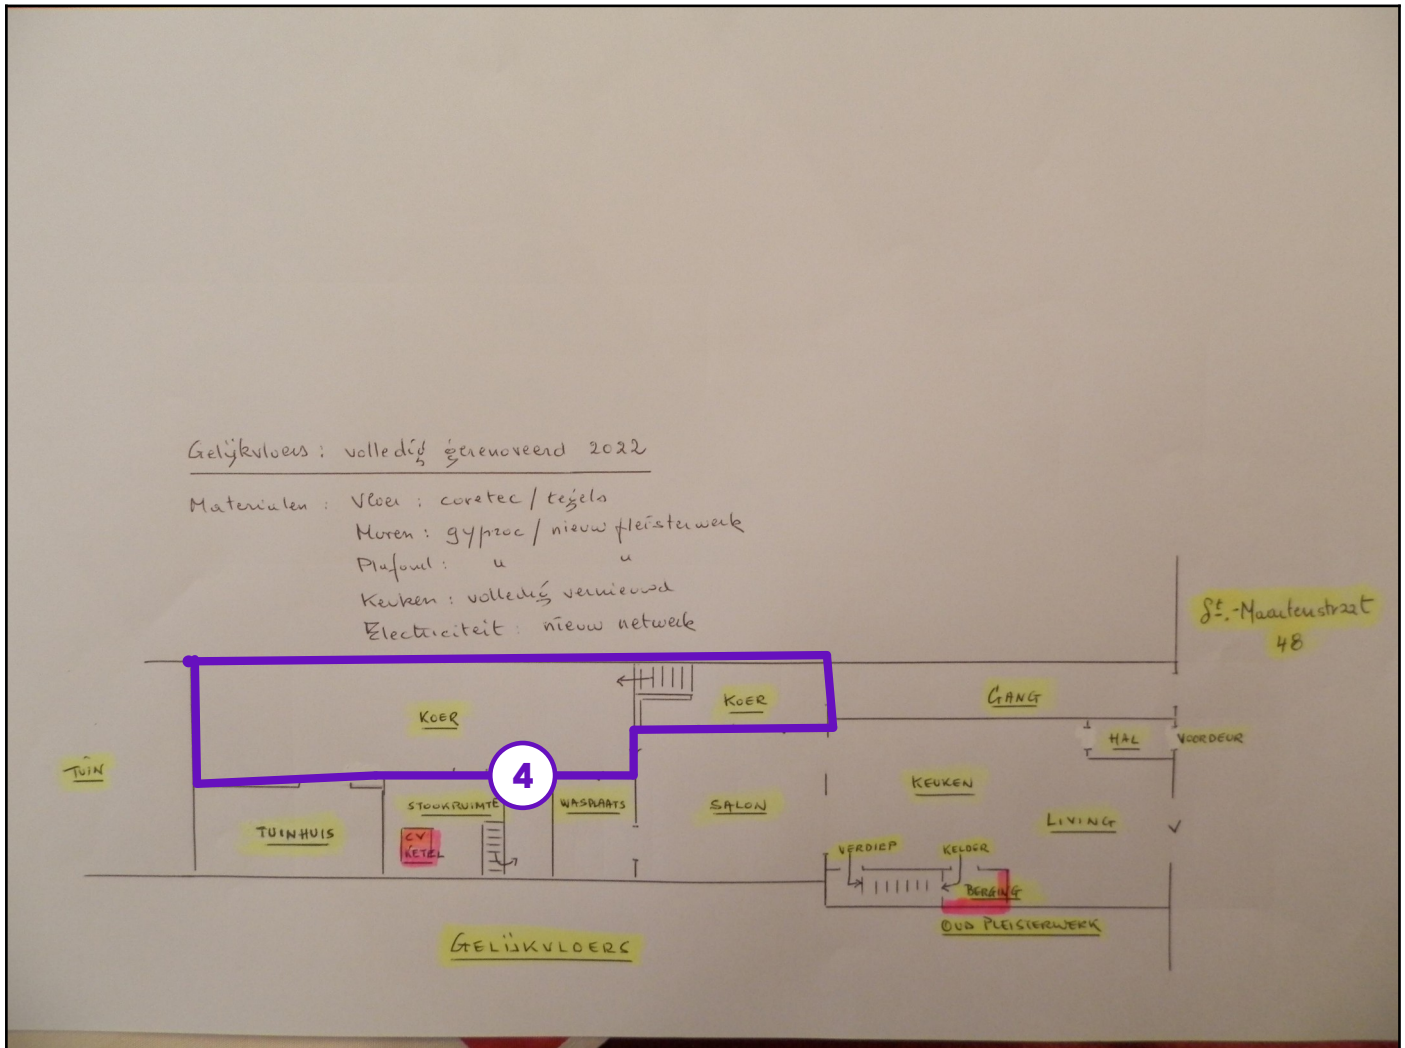 Gelijkvloers : volledig gerenoveerd 2022
Materialen : Vloer : coretec / tegels
Muren : gyproc / nieuw pleisterwerk
Plafond : " "
Keuken : volledig vernieuwd
Electriciteit : nieuw netwerk
St.-Maartenstraat
48
KOER
KOER
GANG
HAL
VOORDEUR
TUIN
4
KEUKEN
STOOKRUIMTE
WASPLAATS
SALON
LIVING
TUINHUIS
CV
KETEL
VERDIEP
KELDER
BERGING
OUD PLEISTERWERK
GELIJKVLOERS